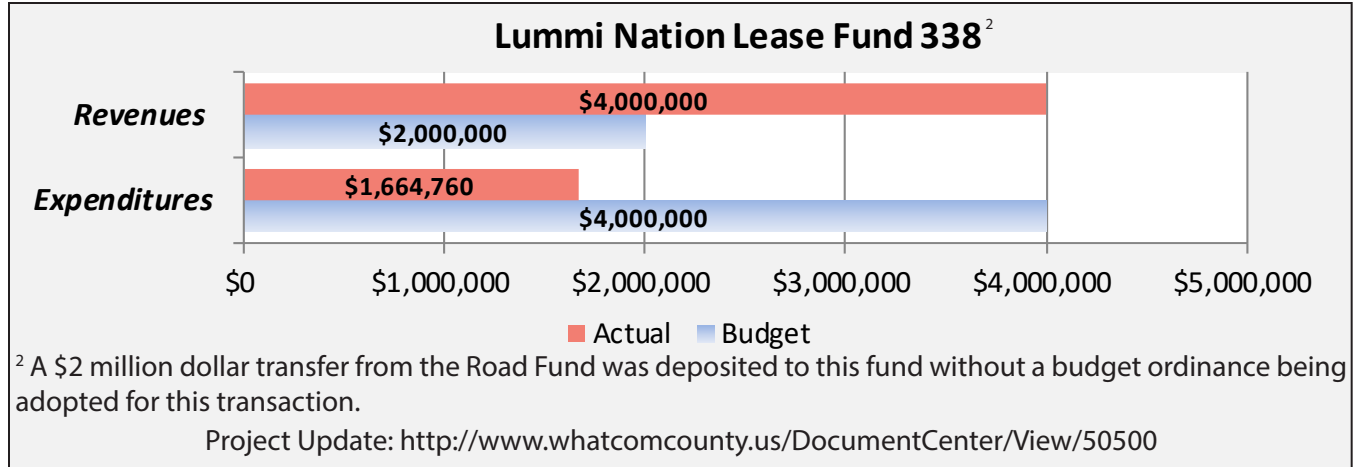 Lummi Nation Lease Fund 338²
Revenues
$4,000,000
$2,000,000
Expenditures
$1,664,760
$4,000,000
$0 $1,000,000 $2,000,000 $3,000,000 $4,000,000 $5,000,000
Actual Budget
² A $2 million dollar transfer from the Road Fund was deposited to this fund without a budget ordinance being
adopted for this transaction.
Project Update: http://www.whatcomcounty.us/DocumentCenter/View/50500